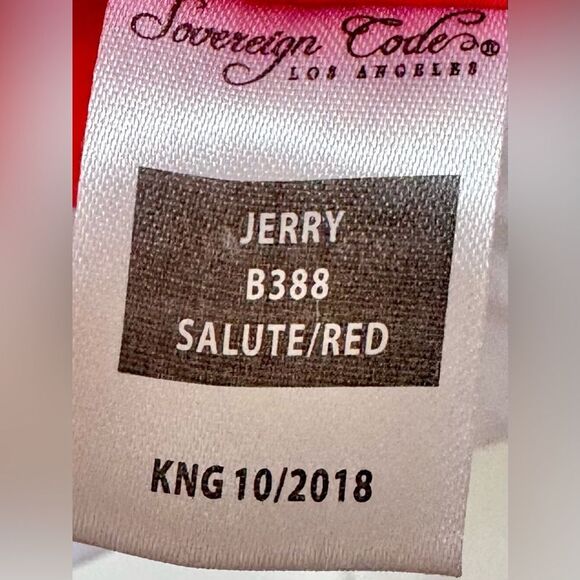 Sovereign Code®
LOS ANGELES
JERRY
B388
SALUTE/RED
KNG 10/2018